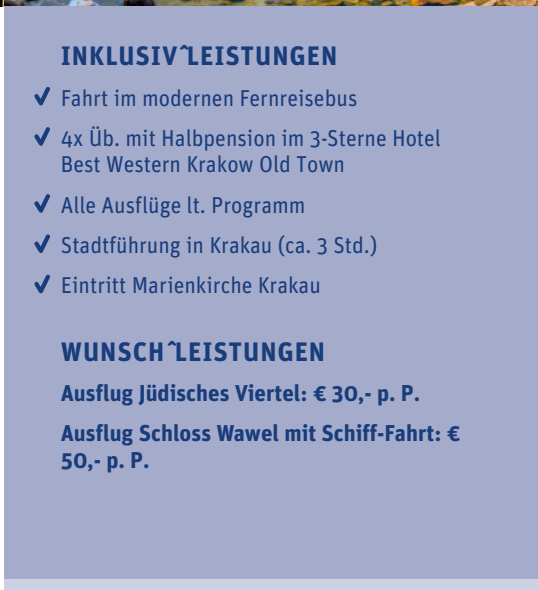 INKLUSIVˆLEISTUNGEN
✔ Fahrt im modernen Fernreisebus
✔ 4x Üb. mit Halbpension im 3-Sterne Hotel
Best Western Krakow Old Town
✔ Alle Ausflüge lt. Programm
✔ Stadtführung in Krakau (ca. 3 Std.)
✔ Eintritt Marienkirche Krakau
WUNSCHˆLEISTUNGEN
Ausflug Jüdisches Viertel: € 30,- p. P.
Ausflug Schloss Wawel mit Schiff-Fahrt: €
50,- p. P.